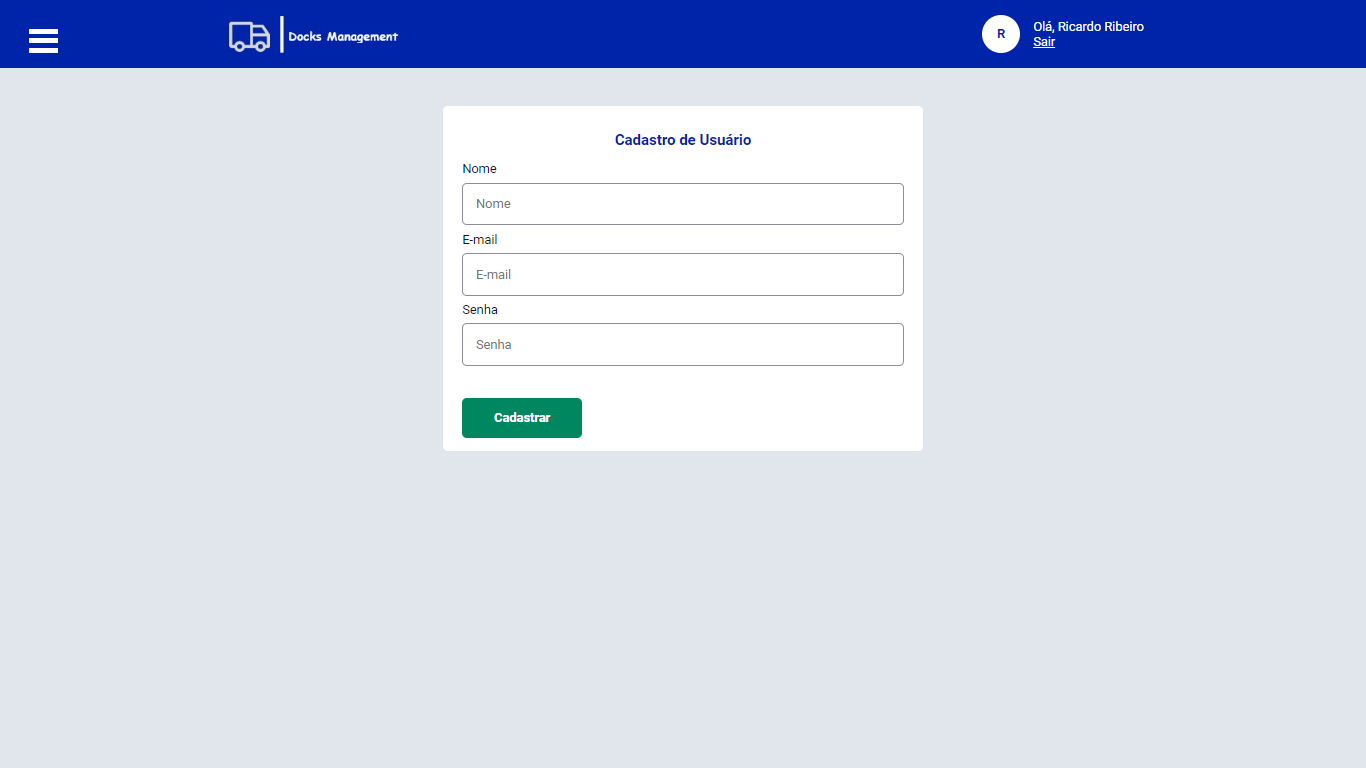 Docks Management
R
Olá, Ricardo Ribeiro
Sair
Cadastro de Usuário
Nome
Nome
E-mail
E-mail
Senha
Senha
Cadastrar